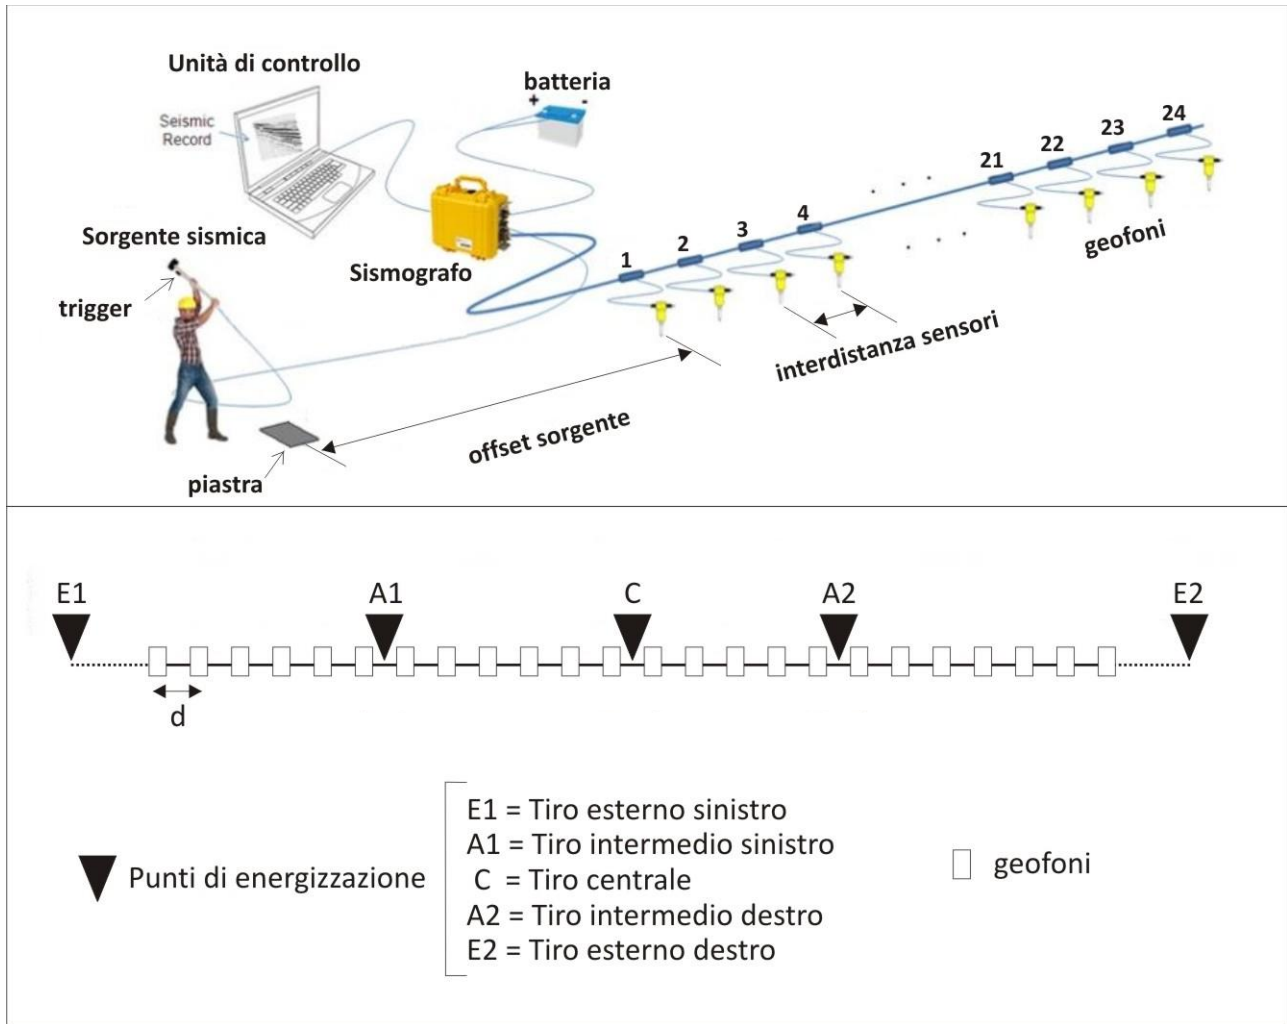 Unità di controllo
batteria
+ -
Seismic
Record
Sorgente sismica
trigger
Sismografo
piastra
offset sorgente
interdistanza sensori
geofoni
1 2 3 4 . . . 21 22 23 24
. . .
E1 A1 C A2 E2
d
Punti di energizzazione
E1 = Tiro esterno sinistro
A1 = Tiro intermedio sinistro
C = Tiro centrale
A2 = Tiro intermedio destro
E2 = Tiro esterno destro
geofoni